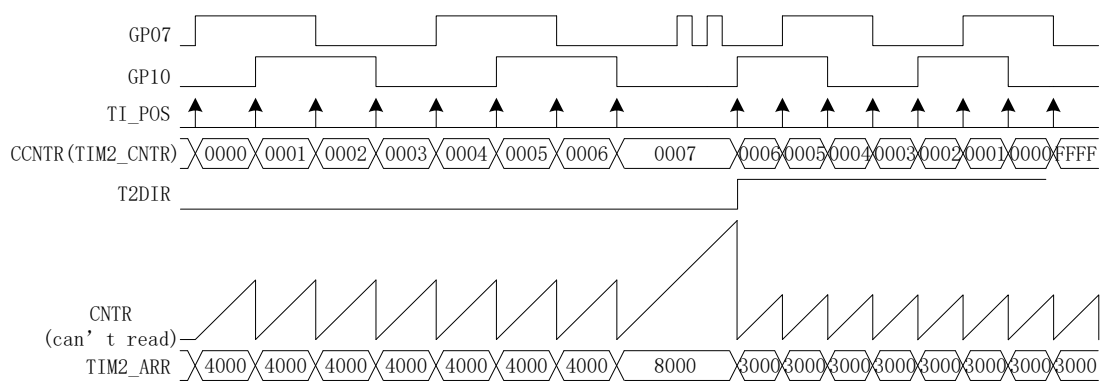 GP07
GP10
TI_POS
CCNTR(TIM2_CNTR) 0000 0001 0002 0003 0004 0005 0006 0007 0006 0005 0004 0003 0002 0001 0000 FFFF
T2DIR
CNTR
(can't read)
TIM2_ARR 4000 4000 4000 4000 4000 4000 4000 8000 3000 3000 3000 3000 3000 3000 3000 3000